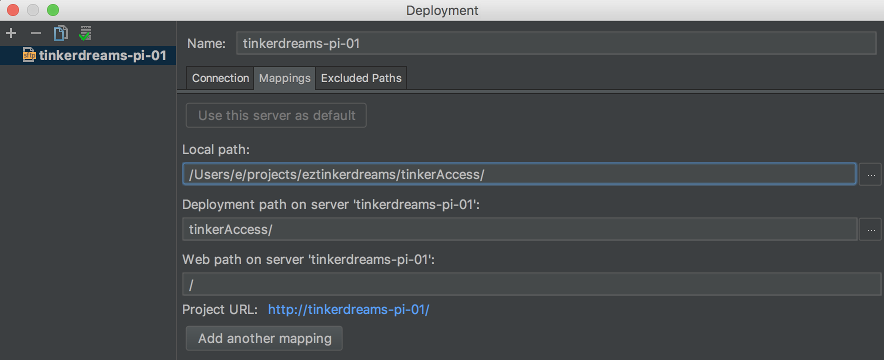 Deployment
tinkerdreams-pi-01
Name: tinkerdreams-pi-01
Connection Mappings Excluded Paths
Use this server as default
Local path:
/Users/e/projects/eztinkerdreams/tinkerAccess/ ...
Deployment path on server 'tinkerdreams-pi-01':
tinkerAccess/ ...
Web path on server 'tinkerdreams-pi-01':
/
Project URL: http://tinkerdreams-pi-01/
Add another mapping